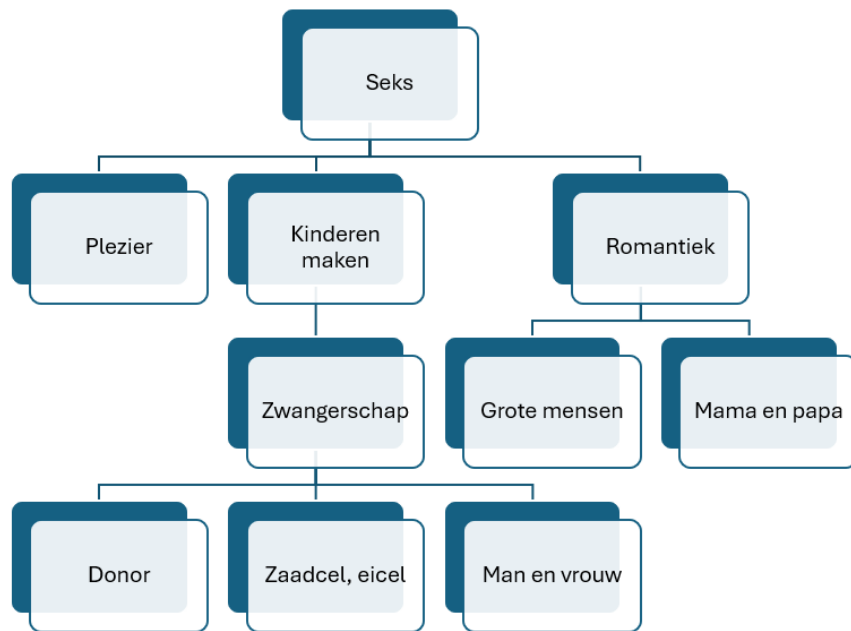 Seks
Plezier
Kinderen
maken
Romantiek
Zwangerschap
Grote mensen
Mama en papa
Donor
Zaadcel, eicel
Man en vrouw